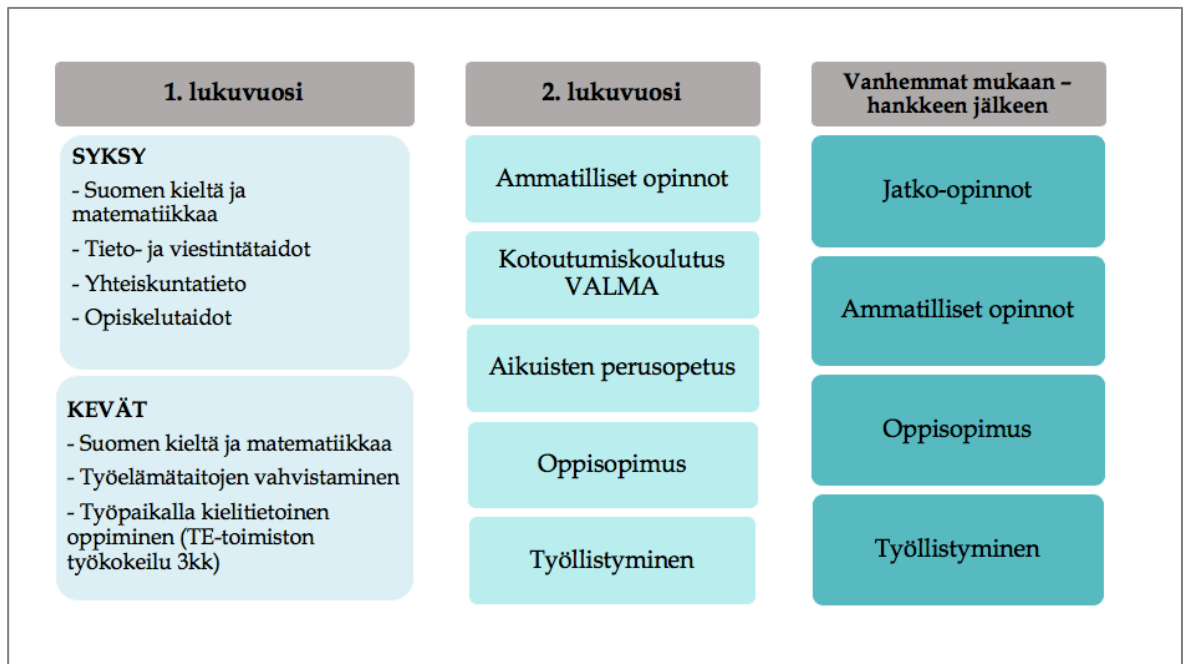 1. lukuvuosi
SYKSY
- Suomen kieltä ja
matematiikkaa
- Tieto- ja viestintätaidot
- Yhteiskuntatieto
- Opiskelutaidot
KEVÄT
- Suomen kieltä ja matematiikkaa
- Työelämätaitojen vahvistaminen
- Työpaikalla kielitietoinen
oppiminen (TE-toimiston
työkokeilu 3kk)
2. lukuvuosi
Ammatilliset opinnot
Kotoutumiskoulutus
VALMA
Aikuisten perusopetus
Oppisopimus
Työllistyminen
Vanhemmat mukaan –
hankkeen jälkeen
Jatko-opinnot
Ammatilliset opinnot
Oppisopimus
Työllistyminen